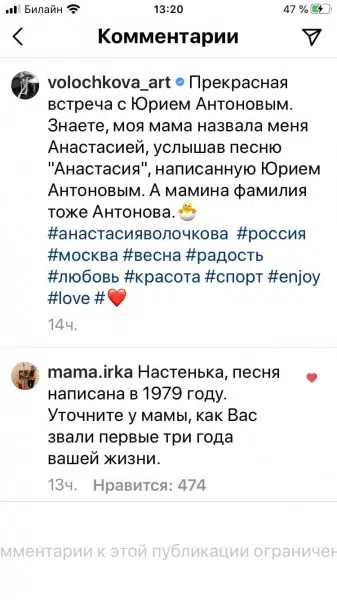 Билайн 13:20 47 %
Комментарии
volochkova_art Прекрасная
встреча с Юрием Антоновым.
Знаете, моя мама назвала меня
Анастасией, услышав песню
"Анастасия", написанную Юрием
Антоновым. А мамина фамилия
тоже Антонова.🐣
#анастасияволочкова #россия
#москва #весна #радость
#любовь #красота #спорт #enjoy
#love #❤️
14ч.
mama.irka Настенька, песня
написана в 1979 году.
Уточните у мамы, как Вас
звали первые три года
вашей жизни.
13ч. Нравится: 474
мментарии к этой публикации ограничен